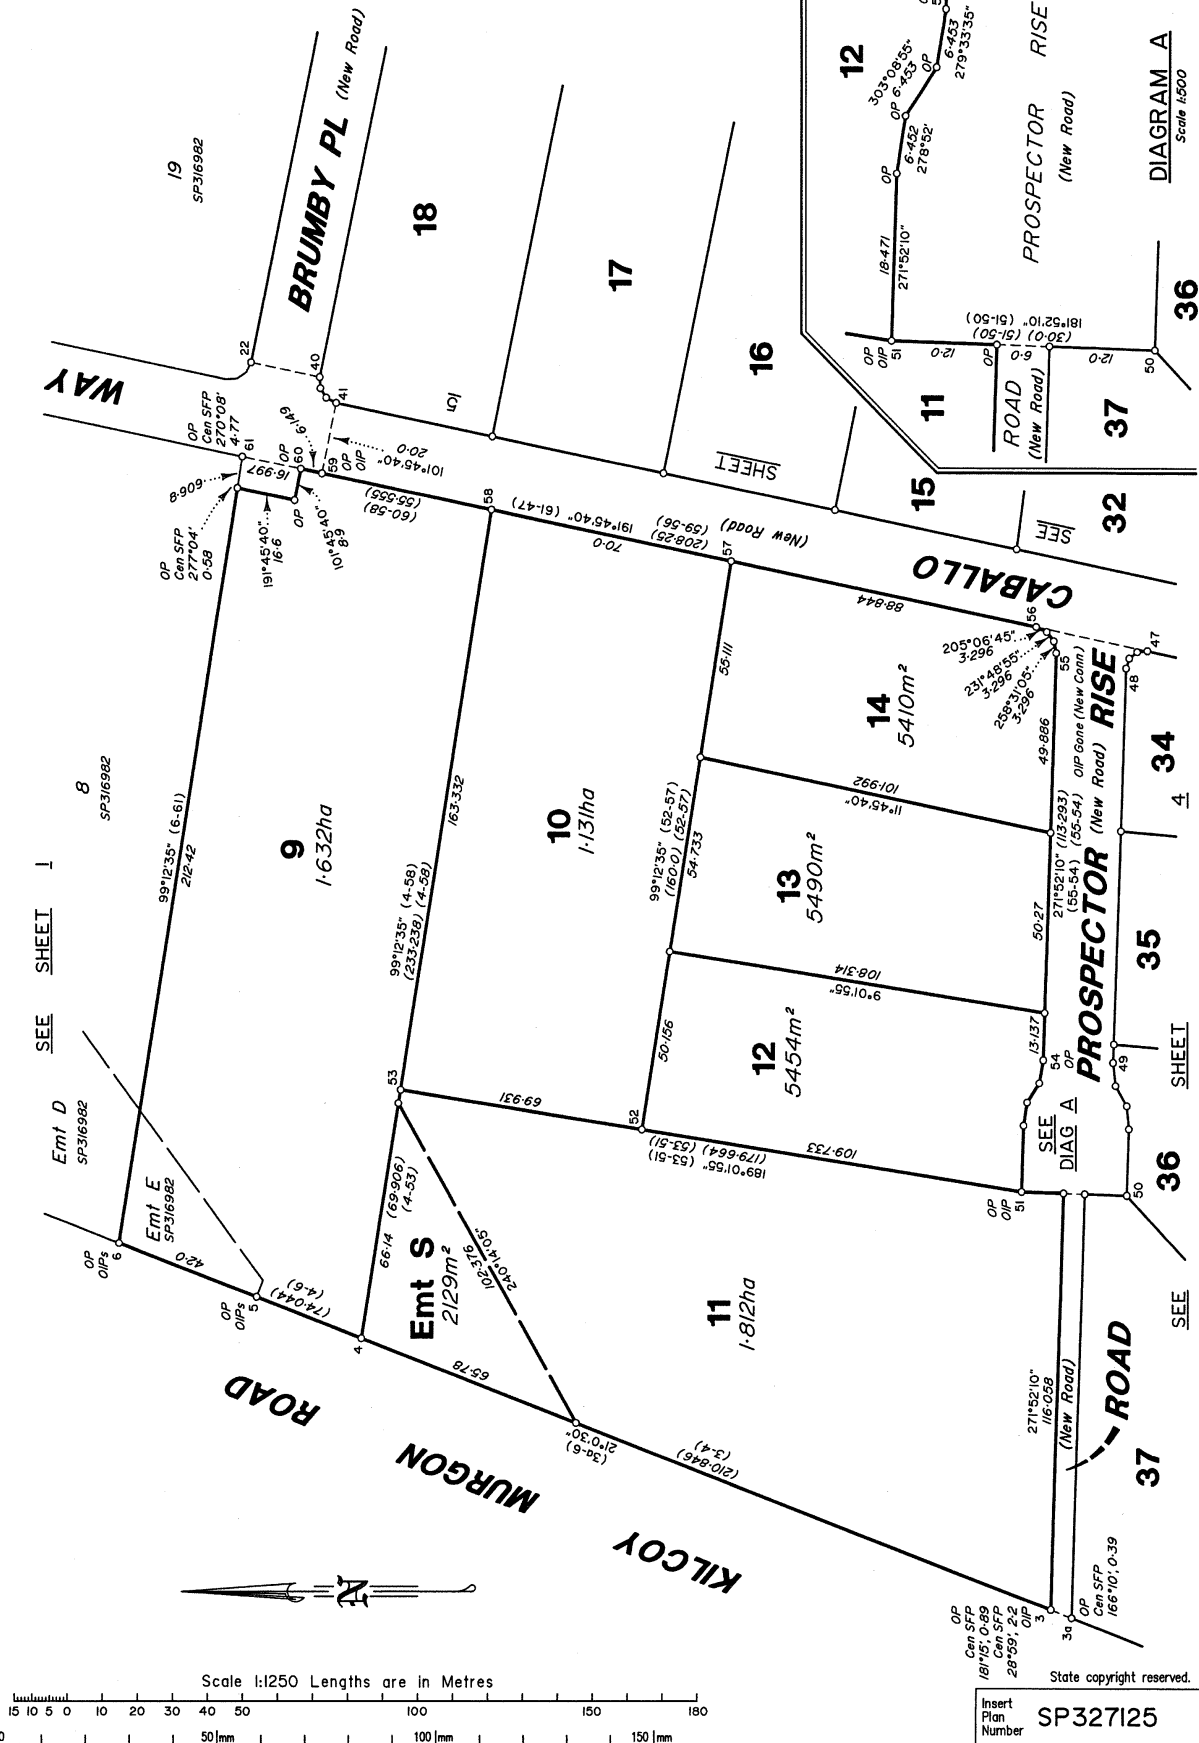 BRUMBY PL (New Road)
19
SP316982
18
17
16
15
32
WAY
22
40
41
Icn
OP
Cen SFP
270°08'
4·77
61
8·609
16·997
OP
60
6·149
59
OP
OIP
101°45'40"
20·0
OP
Cen SFP
277°04'
0·58
191°45'40"
16·6
OP
101°45'40"
8·9
(60-58)
(55·555)
58
191°45'40" (61-47)
70·0
(208·25) (59-56)
(New Road)
57
SHEET
SEE
CABALLO
88·844
56
205°06'45"
3·296
231°48'55"
3·296
258°31'05"
3·296
55
47
48
8
SP316982
99°12'35" (6-61)
212·42
9
1·632ha
163·332
99°12'35" (4-58)
(233·238) (4-58)
10
1·131ha
55·111
14
5410m²
49·886
101·992
11°45'40"
99°12'35" (52-57)
(160·0) (52-57)
54·733
13
5490m²
50·27
108·314
9°01'55"
50·156
12
5454m²
13·137
54
OP
271°52'10" (113·293)
(55-54) (55-54)
OIP Gone (New Conn)
PROSPECTOR (New Road) RISE
34
4
35
SHEET
49
36
50
SEE
DIAG A
SEE SHEET 1
Emt D
SP316982
Emt E
SP316982
OP
OIPs
6
42·0
OP
OIPs
5
(74·044)
(4-6)
4
53
69·931
52
(179·664) (53-51)
189°01'55" (53-51)
109·733
OP
OIP
51
66·14 (69·906)
(4-53)
Emt S
2129m²
102·376
240°14'05"
65·78
(3a-6)
21°0'30"
(210·846)
(3-4)
11
1·812ha
271°52'10"
116·058
(New Road)
ROAD
37
SEE
KILCOY MURGON ROAD
OP
Cen SFP
181°15', 0·89
Cen SFP
28°59', 2·2
OIP
3
3a
OP
Cen SFP
166°10', 0·39
N
12
303°08'55"
6·453
OP
OP
6·453
279°33'35"
OP
6·452
278°52'
18·471
271°52'10"
OP
OIP
51
12·0
OP
6·0
(30·0) (51-50)
181°52'10" (51-50)
12·0
50
11
ROAD
(New Road)
37
36
PROSPECTOR RISE
(New Road)
DIAGRAM A
Scale 1:500
Scale 1:1250 Lengths are in Metres
15 10 5 0 10 20 30 40 50 100 150 180
0 50 mm 100 mm 150 mm
State copyright reserved.
Insert
Plan
Number
SP327125